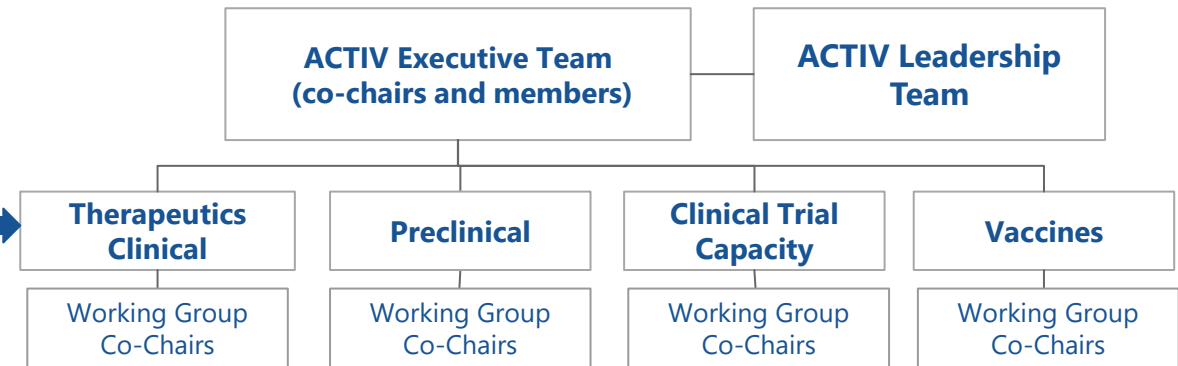 ACTIV Executive Team
(co-chairs and members)
ACTIV Leadership
Team
Therapeutics
Clinical
Preclinical
Clinical Trial
Capacity
Vaccines
Working Group
Co-Chairs
Working Group
Co-Chairs
Working Group
Co-Chairs
Working Group
Co-Chairs